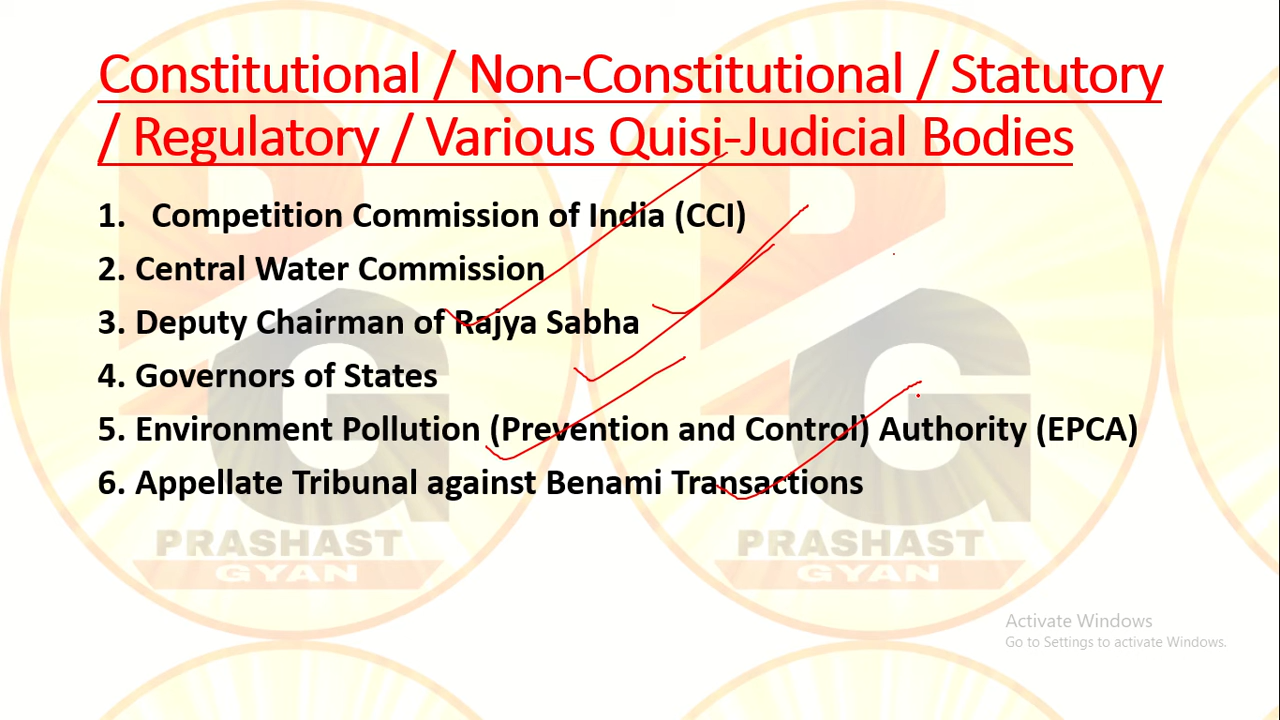 Constitutional / Non-Constitutional / Statutory
/ Regulatory / Various Quisi-Judicial Bodies
1. Competition Commission of India (CCI)
2. Central Water Commission
3. Deputy Chairman of Rajya Sabha
4. Governors of States
5. Environment Pollution (Prevention and Control) Authority (EPCA)
6. Appellate Tribunal against Benami Transactions
PRASHAST
GYAN
PRASHAST
GYAN
Activate Windows
Go to Settings to activate Windows.